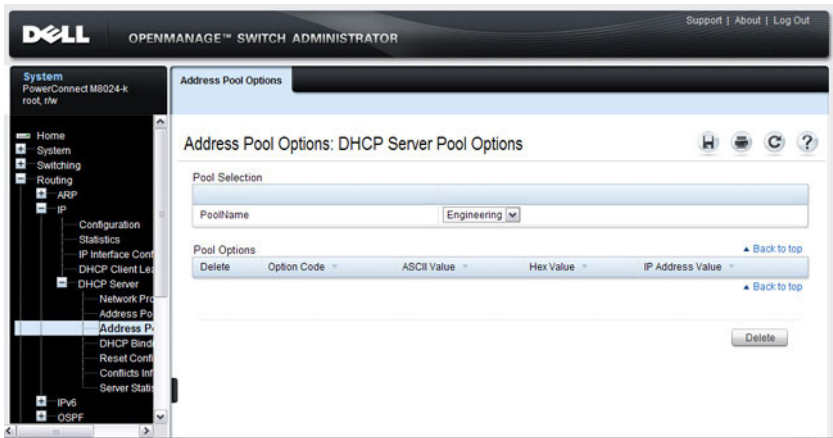 Support | About | Log Out
DELL
OPENMANAGE™ SWITCH ADMINISTRATOR
System
PowerConnect M8024-k
root, r/w
Address Pool Options
Home
System
Switching
Routing
ARP
IP
Configuration
Statistics
IP Interface Conf
DHCP Client Lea
DHCP Server
Network Pro
Address Po
Address P
DHCP Bindi
Reset Confi
Conflicts Inf
Server Statis
IPv6
OSPF
Address Pool Options: DHCP Server Pool Options
Pool Selection
PoolName
Engineering
Pool Options
Back to top
Delete Option Code ASCII Value Hex Value IP Address Value
Back to top
Delete